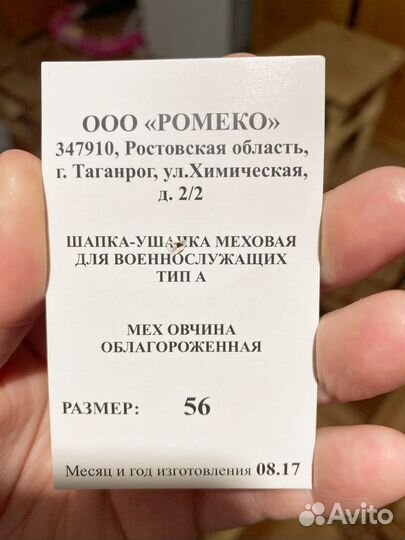 ООО «РОМЕКО»
347910, Ростовская область,
г. Таганрог, ул.Химическая,
д. 2/2
ШАПКА-УШАНКА МЕХОВАЯ
ДЛЯ ВОЕННОСЛУЖАЩИХ
ТИП А
МЕХ ОВЧИНА
ОБЛАГОРОЖЕННАЯ
РАЗМЕР: 56
Месяц и год изготовления 08.17
Avito